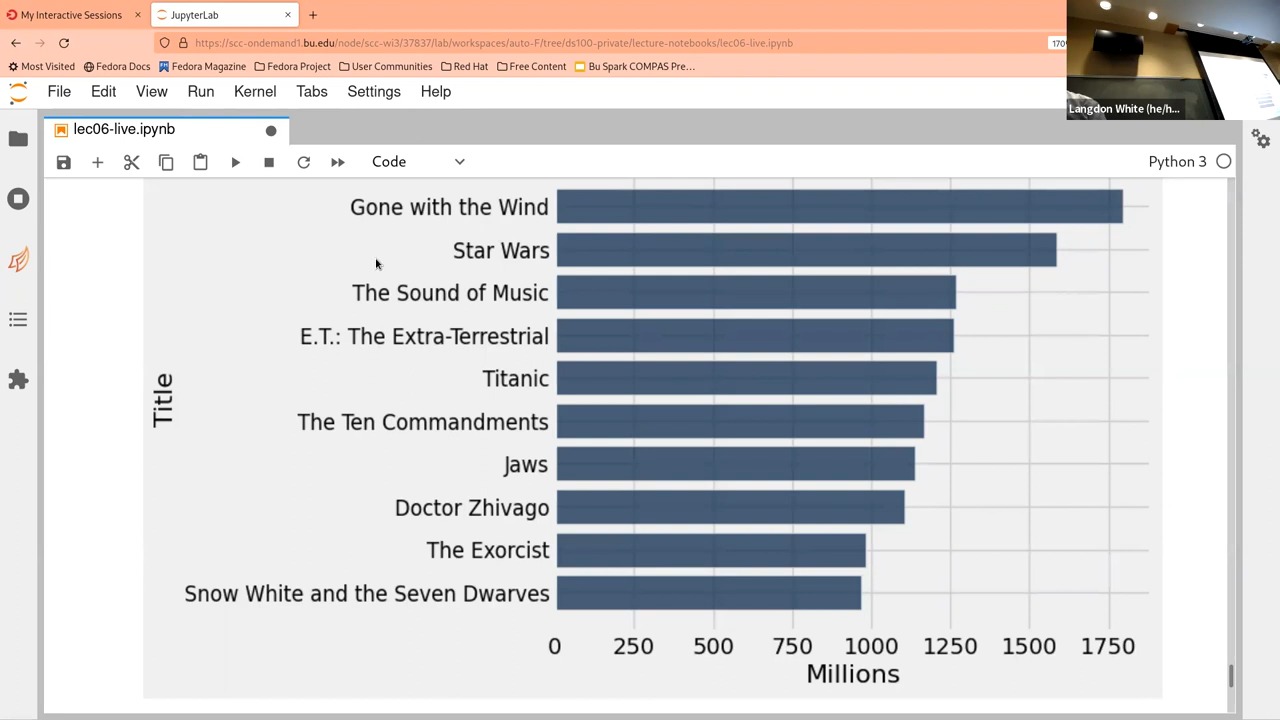 My Interactive Sessions
JupyterLab
https://scc-ondemand1.bu.edu/node/scc-wi3/37837/lab/workspaces/auto-F/tree/ds100-private/lecture-notebooks/lec06-live.ipynb
170%
Most Visited Fedora Docs Fedora Magazine Fedora Project User Communities Red Hat Free Content Bu Spark COMPAS Pre...
Langdon White (he/h...
File Edit View Run Kernel Tabs Settings Help
lec06-live.ipynb
Code
Python 3
Gone with the Wind
Star Wars
The Sound of Music
E.T.: The Extra-Terrestrial
Titanic
The Ten Commandments
Jaws
Doctor Zhivago
The Exorcist
Snow White and the Seven Dwarves
Title
0 250 500 750 1000 1250 1500 1750
Millions